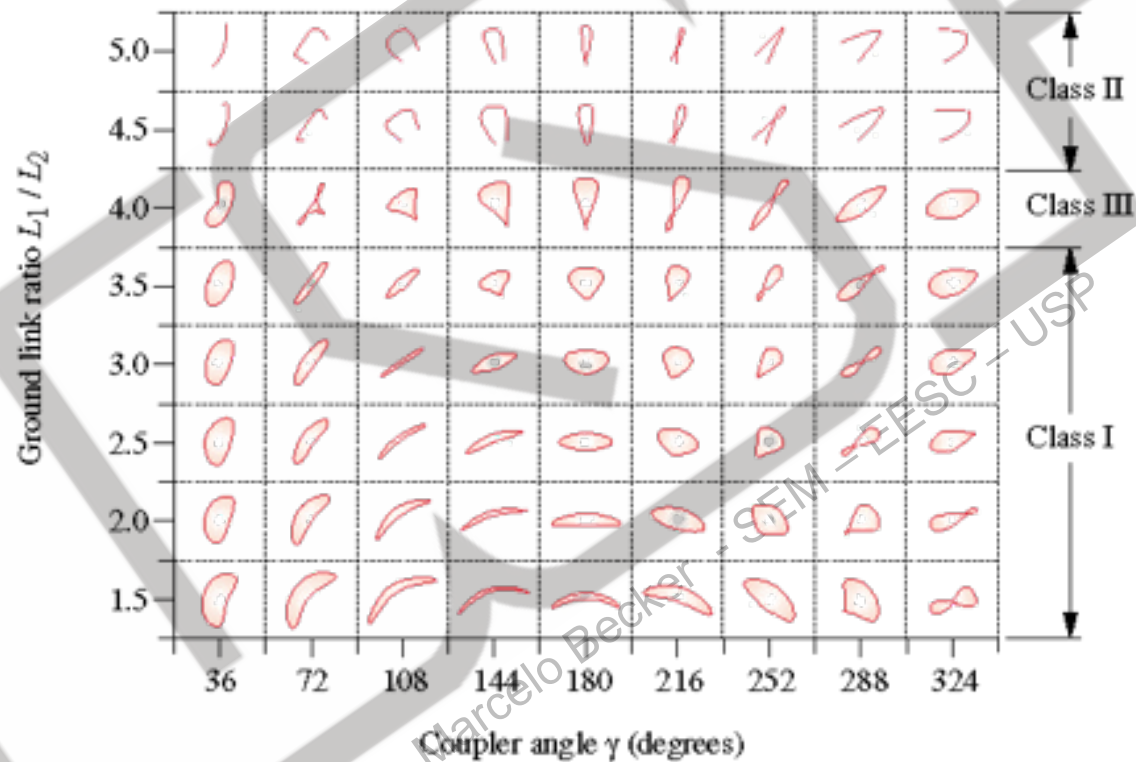 5.0
4.5
4.0
3.5
3.0
2.5
2.0
1.5
Ground link ratio L1 / L2
36 72 108 144 180 216 252 288 324
Coupler angle γ (degrees)
Class II
Class III
Class I
Marcelo Becker - SEM – EESC – USP